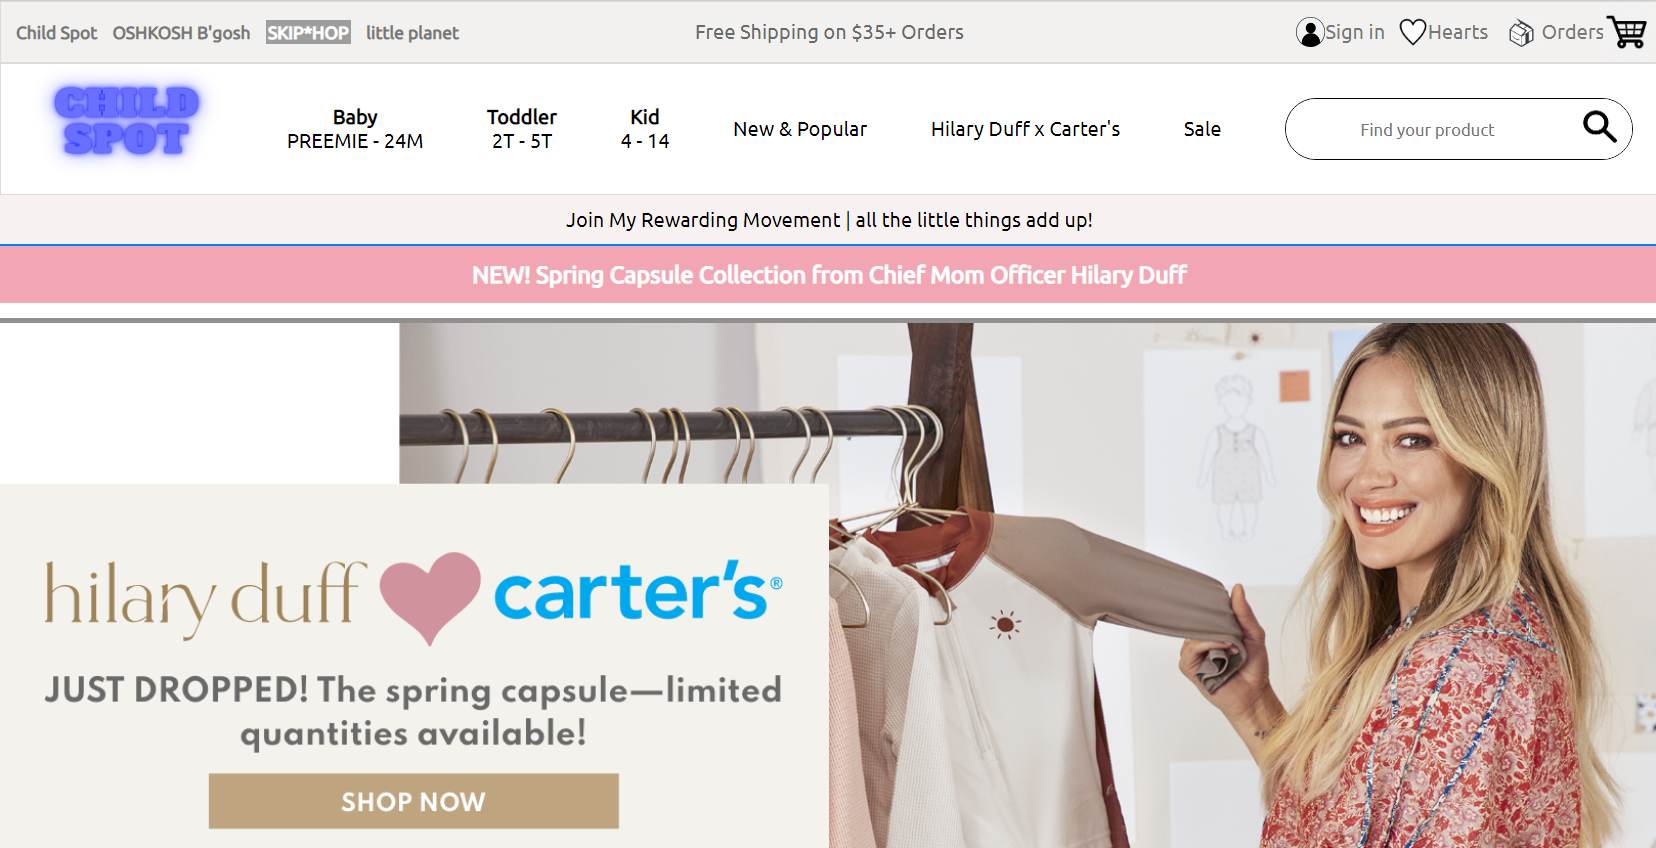 Child Spot OSHKOSH B'gosh SKIP*HOP little planet
Free Shipping on $35+ Orders
Sign in Hearts Orders
CHILD
SPOT
Baby
PREEMIE - 24M
Toddler
2T - 5T
Kid
4 - 14
New & Popular
Hilary Duff x Carter's
Sale
Find your product
Join My Rewarding Movement | all the little things add up!
NEW! Spring Capsule Collection from Chief Mom Officer Hilary Duff
hilary duff carter's®
JUST DROPPED! The spring capsule—limited
quantities available!
SHOP NOW